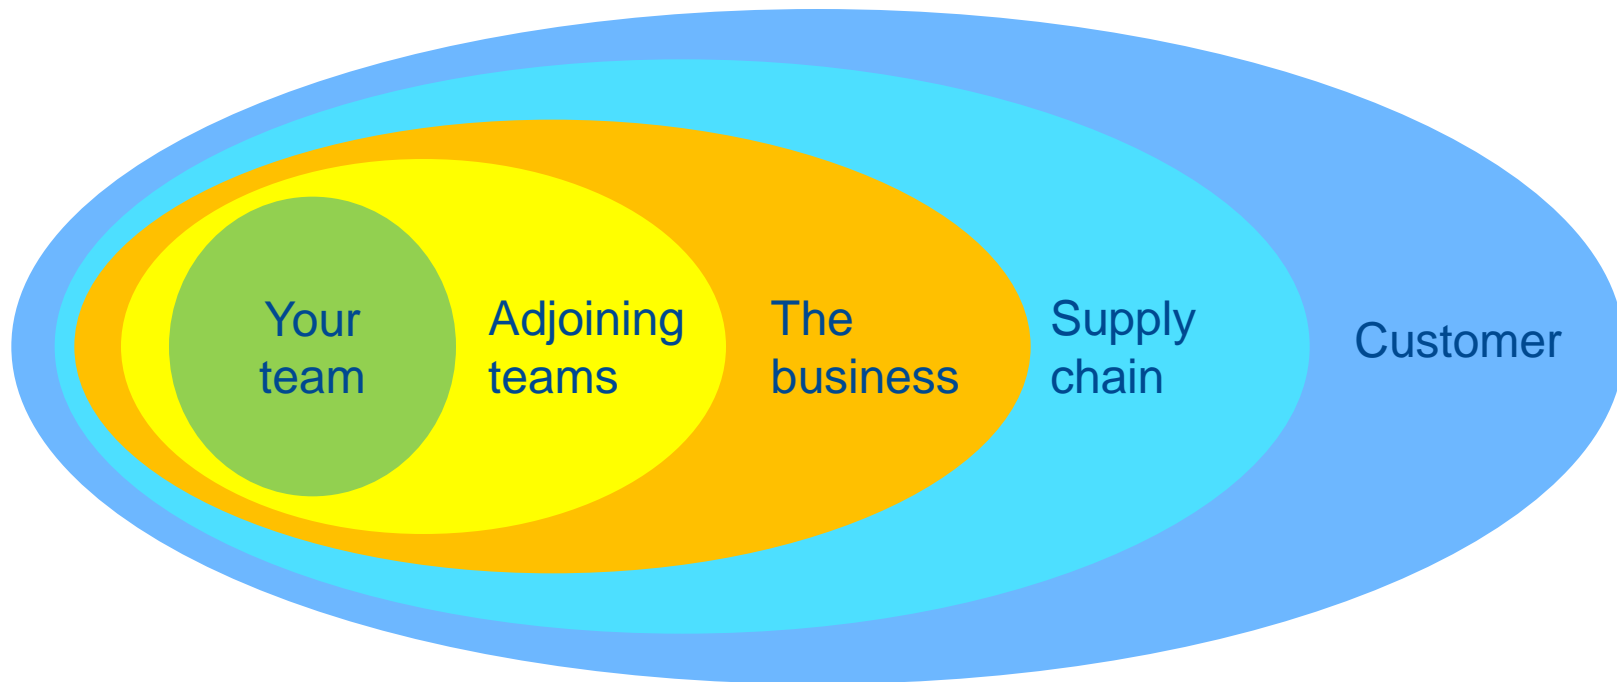 Your
team
Adjoining
teams
The
business
Supply
chain
Customer